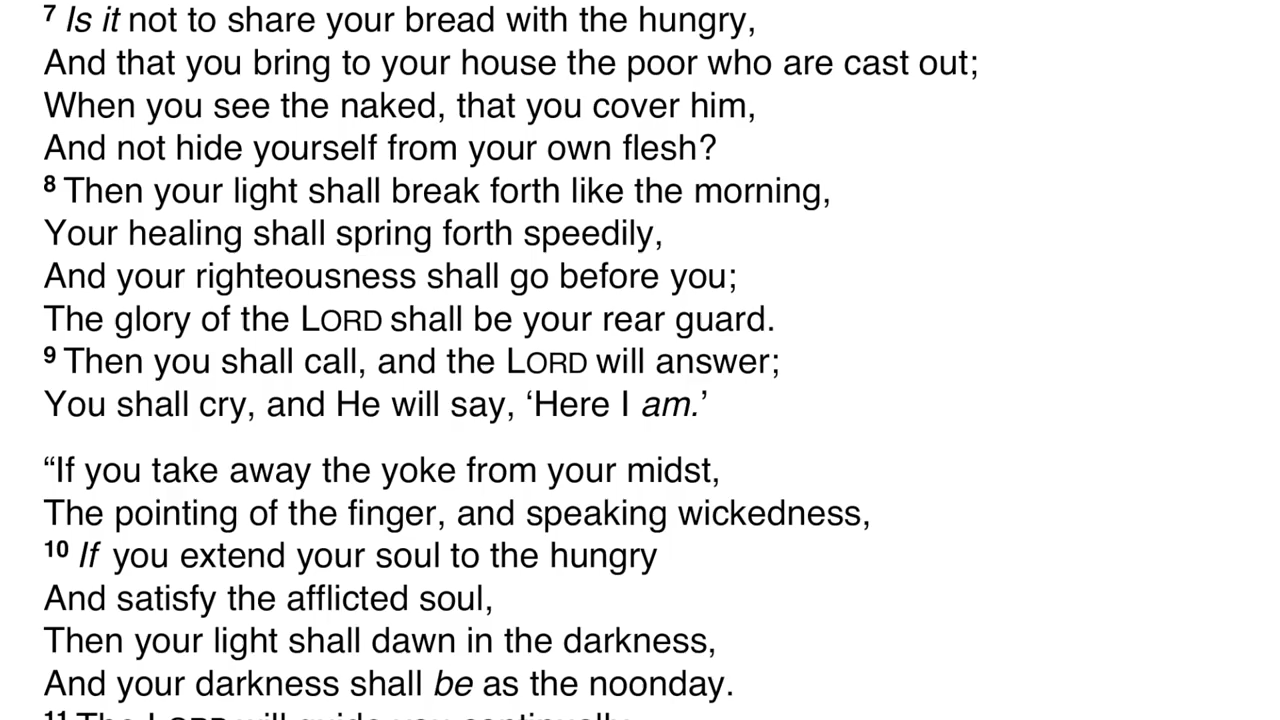 7 Is it not to share your bread with the hungry,
And that you bring to your house the poor who are cast out;
When you see the naked, that you cover him,
And not hide yourself from your own flesh?
8 Then your light shall break forth like the morning,
Your healing shall spring forth speedily,
And your righteousness shall go before you;
The glory of the LORD shall be your rear guard.
9 Then you shall call, and the LORD will answer;
You shall cry, and He will say, ‘Here I am.’
“If you take away the yoke from your midst,
The pointing of the finger, and speaking wickedness,
10 If you extend your soul to the hungry
And satisfy the afflicted soul,
Then your light shall dawn in the darkness,
And your darkness shall be as the noonday.
11 The LORD will guide you continually